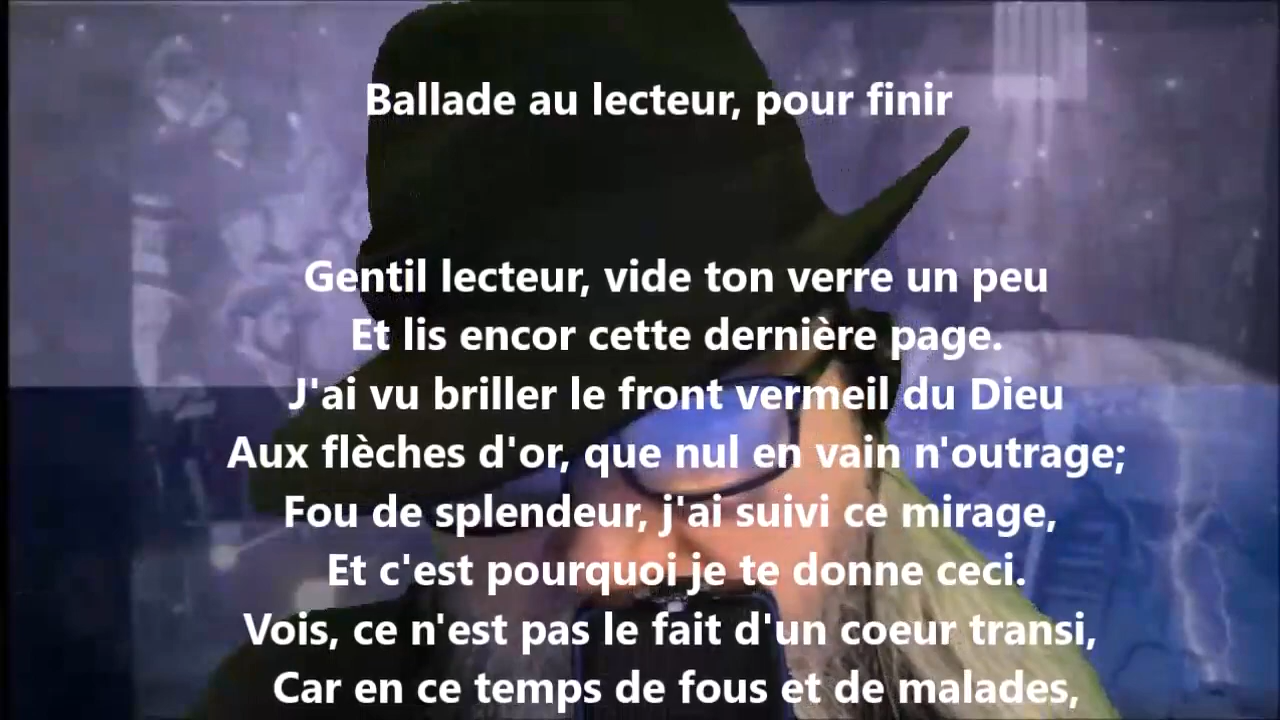 Ballade au lecteur, pour finir
Gentil lecteur, vide ton verre un peu
Et lis encor cette dernière page.
J'ai vu briller le front vermeil du Dieu
Aux flèches d'or, que nul en vain n'outrage;
Fou de splendeur, j'ai suivi ce mirage,
Et c'est pourquoi je te donne ceci.
Vois, ce n'est pas le fait d'un coeur transi,
Car en ce temps de fous et de malades,